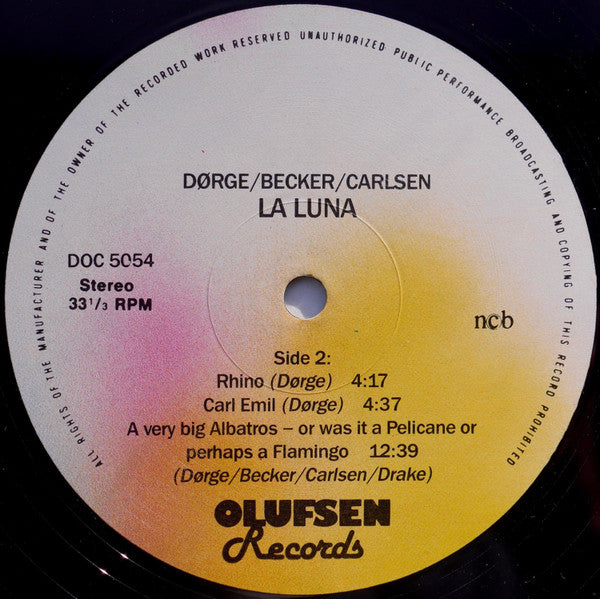 ALL RIGHTS OF THE MANUFACTURER AND OF THE OWNER OF THE RECORDED WORK RESERVED UNAUTHORIZED PUBLIC PERFORMANCE BROADCASTING AND COPYING OF THIS RECORD PROHIBITED
DØRGE/BECKER/CARLSEN
LA LUNA
DOC 5054
Stereo
33 1/3 RPM
ncb
Side 2:
Rhino (Dørge) 4:17
Carl Emil (Dørge) 4:37
A very big Albatros – or was it a Pelicane or
perhaps a Flamingo 12:39
(Dørge/Becker/Carlsen/Drake)
OLUFSEN
Records